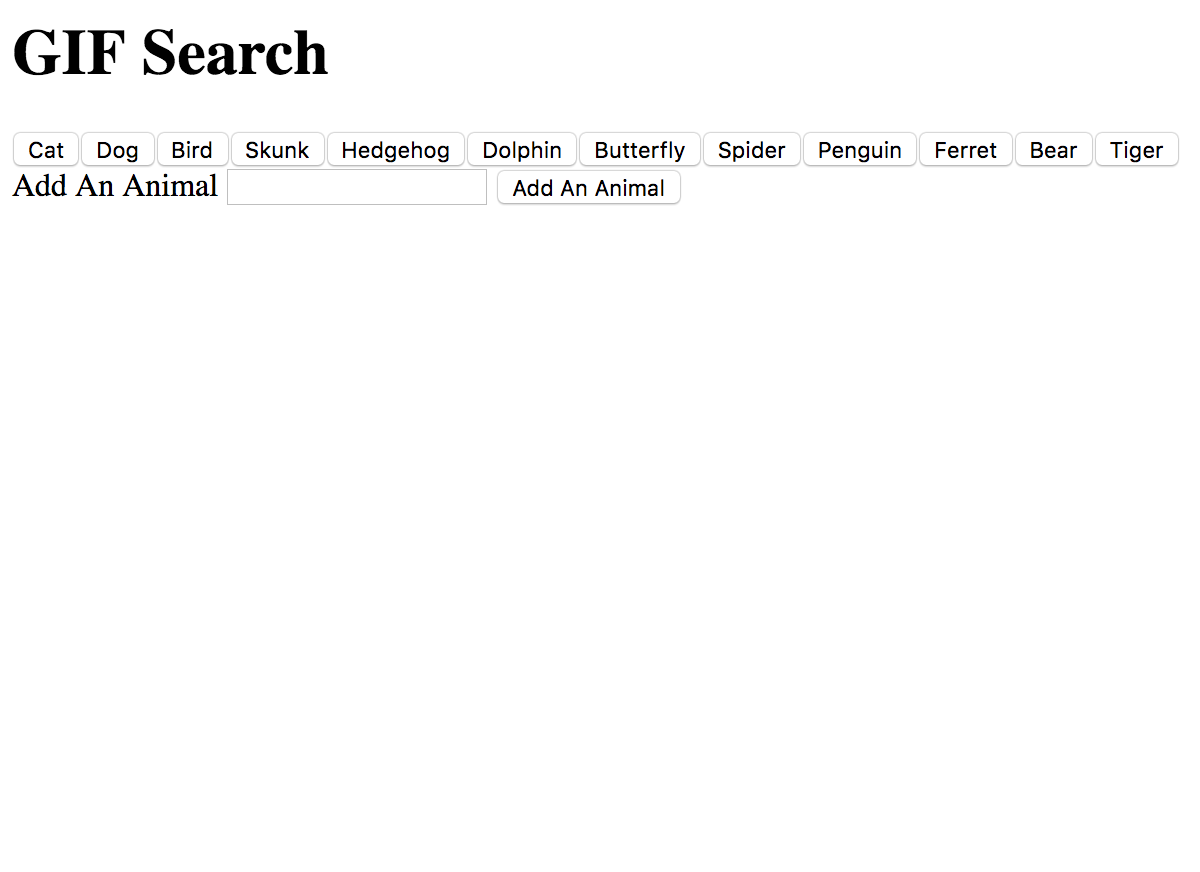 GIF Search
Cat Dog Bird Skunk Hedgehog Dolphin Butterfly Spider Penguin Ferret Bear Tiger
Add An Animal Add An Animal